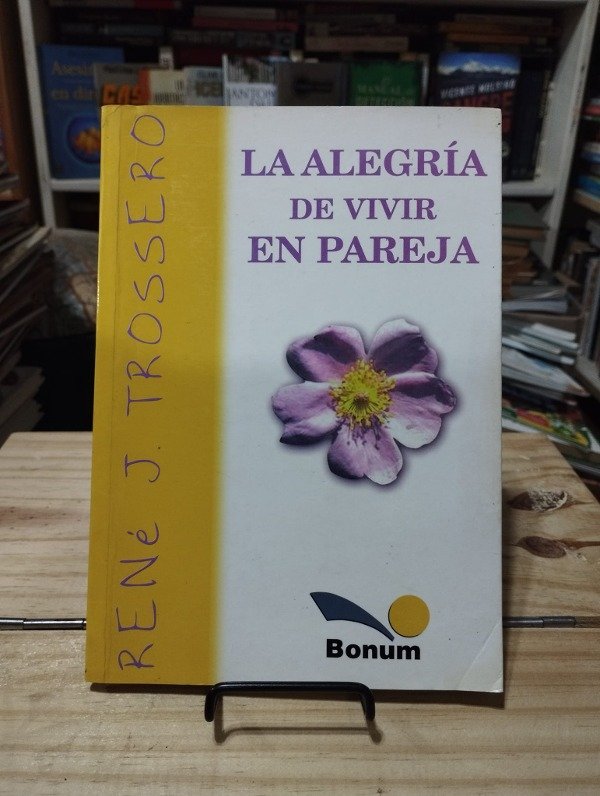 RENé J. TROSSERO
LA ALEGRÍA
DE VIVIR
EN PAREJA
Bonum